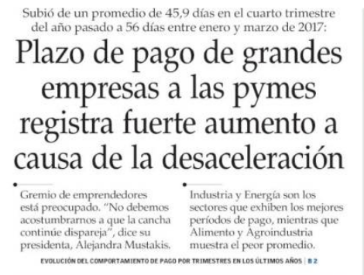 Subió de un promedio de 45,9 días en el cuarto trimestre
del año pasado a 56 días entre enero y marzo de 2017:
Plazo de pago de grandes
empresas a las pymes
registra fuerte aumento a
causa de la desaceleración
Gremio de emprendedores
está preocupado. “No debemos
acostumbrarnos a que la cancha
continúe dispareja”, dice su
presidenta, Alejandra Mustakis.
Industria y Energía son los
sectores que exhiben los mejores
períodos de pago, mientras que
Alimento y Agroindustria
muestra el peor promedio.
EVOLUCIÓN DEL COMPORTAMIENTO DE PAGO POR TRIMESTRES EN LOS ÚLTIMOS AÑOS | B 2